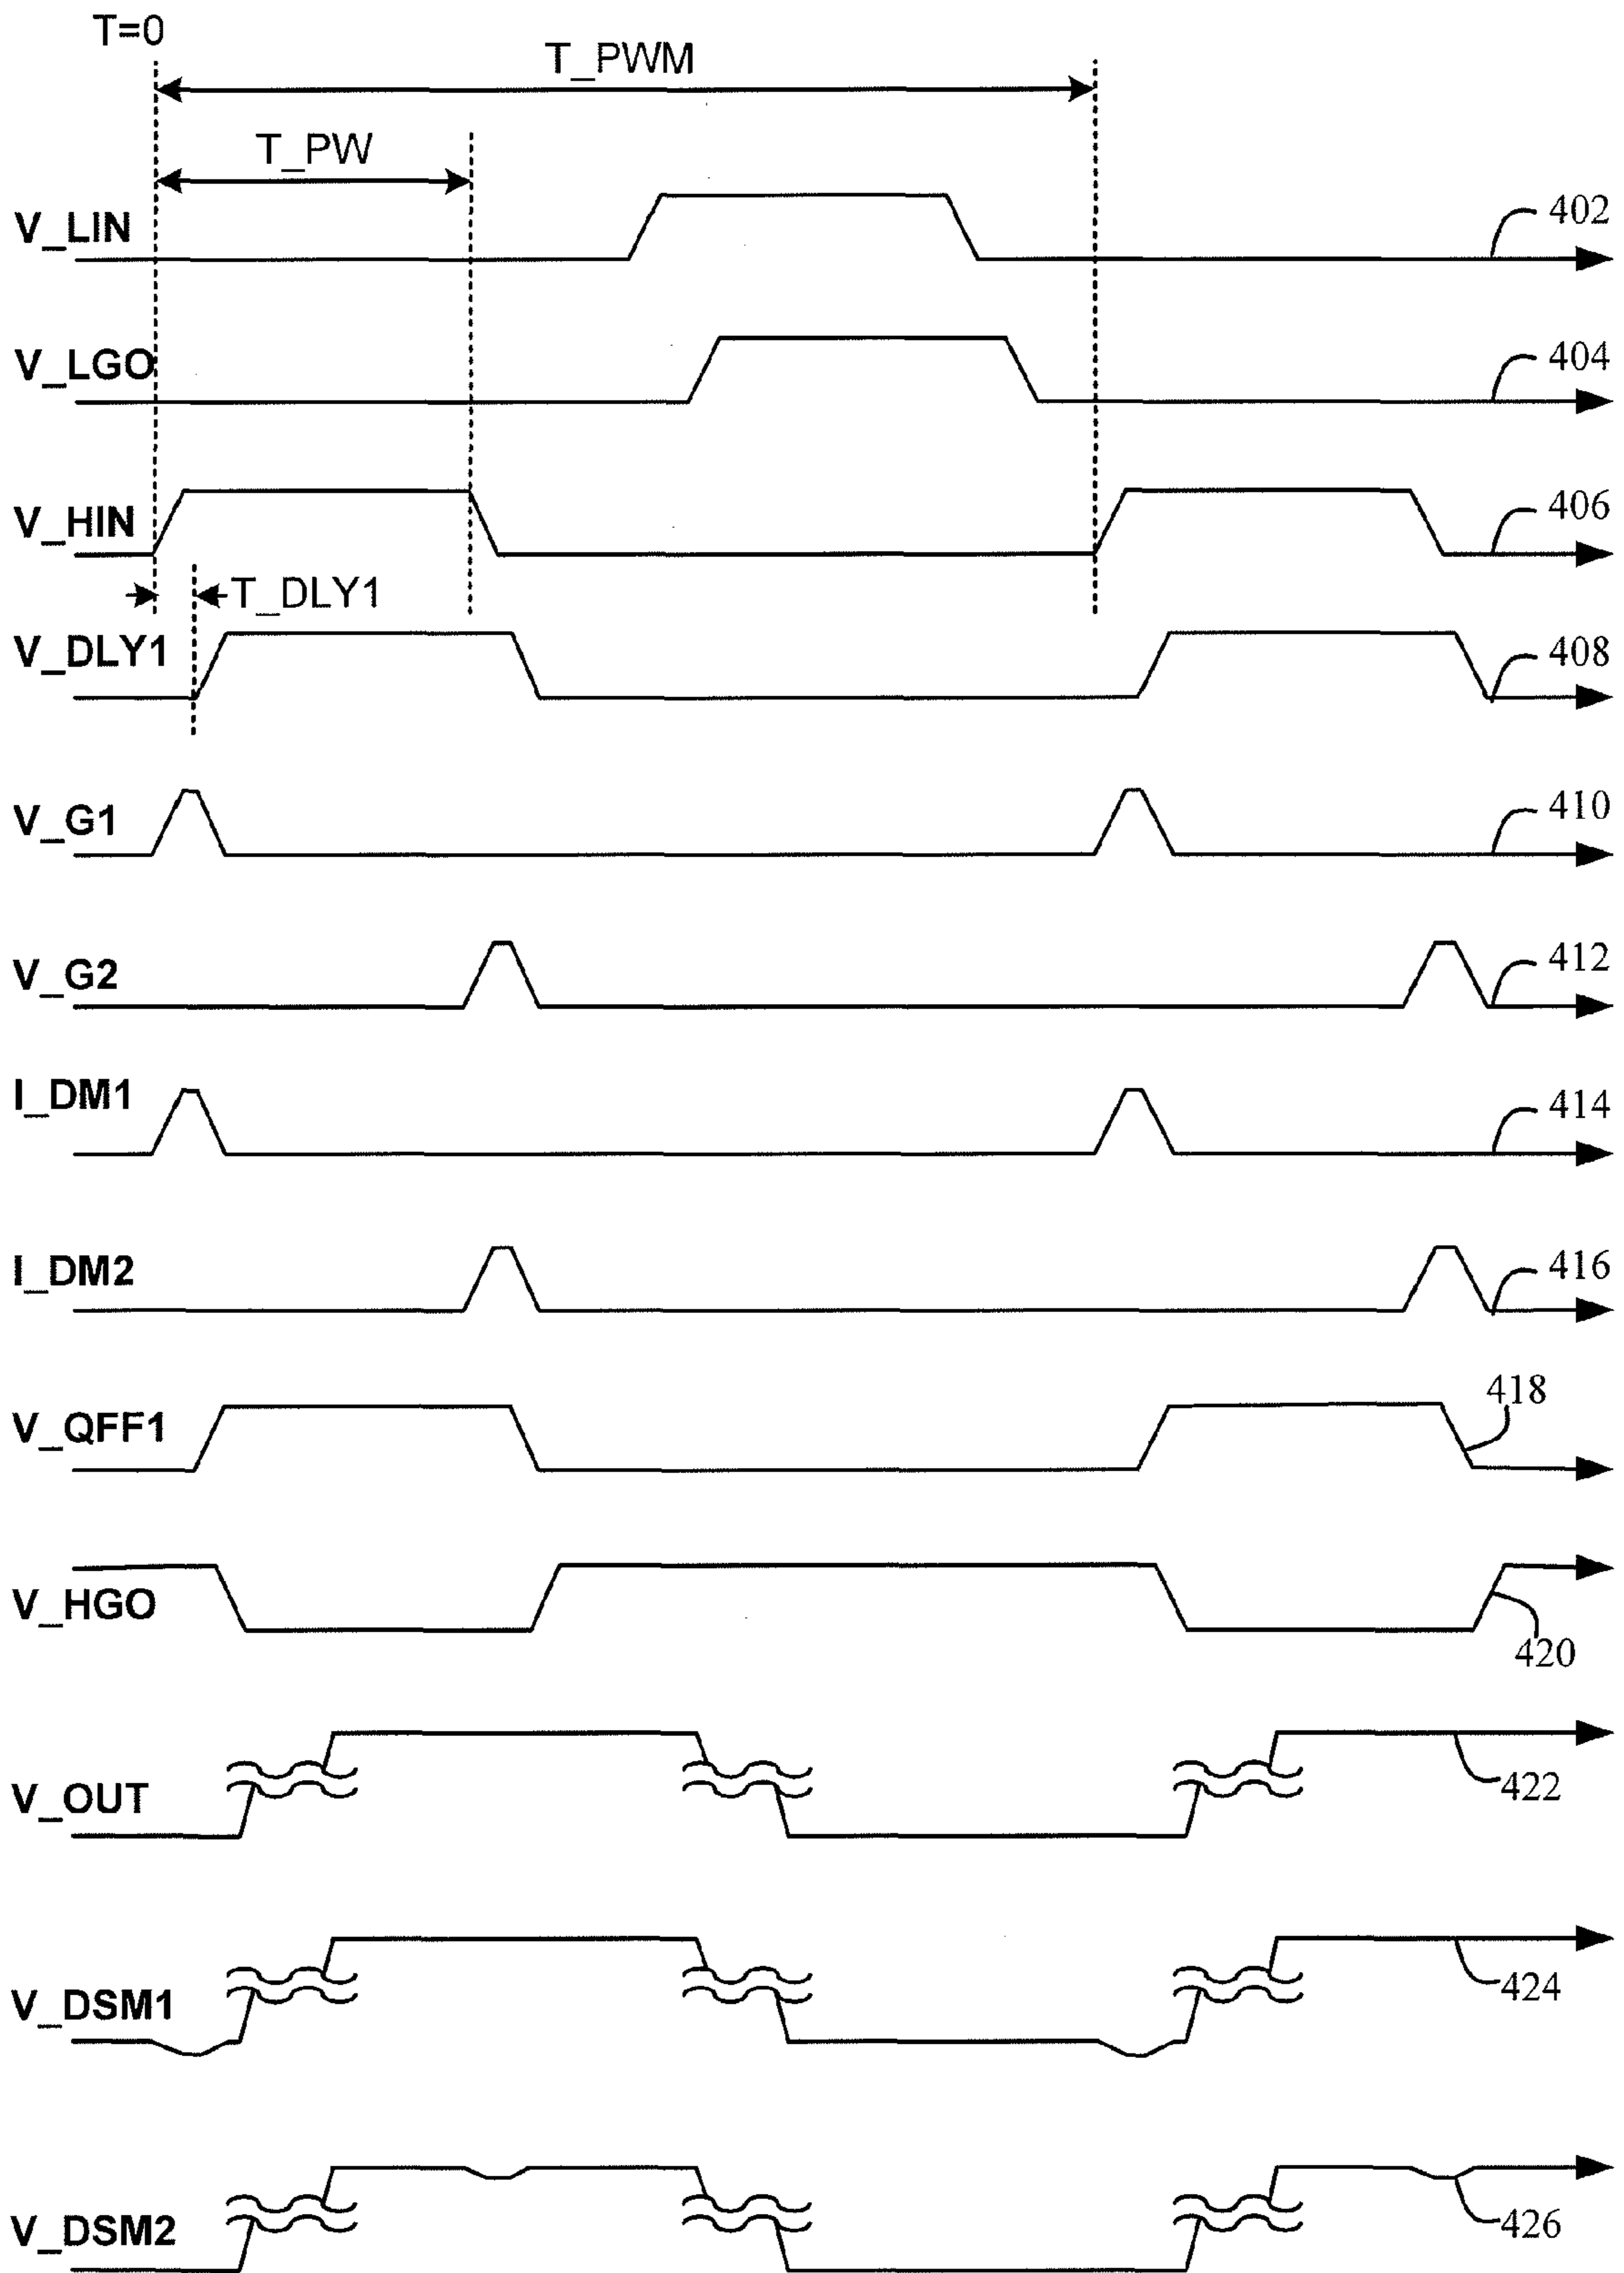 T=0
T_PWM
T_PW
V_LIN
402
V_LGO
404
V_HIN
406
T_DLY1
V_DLY1
408
V_G1
410
V_G2
412
I_DM1
414
I_DM2
416
V_QFF1
418
V_HGO
420
V_OUT
422
V_DSM1
424
V_DSM2
426